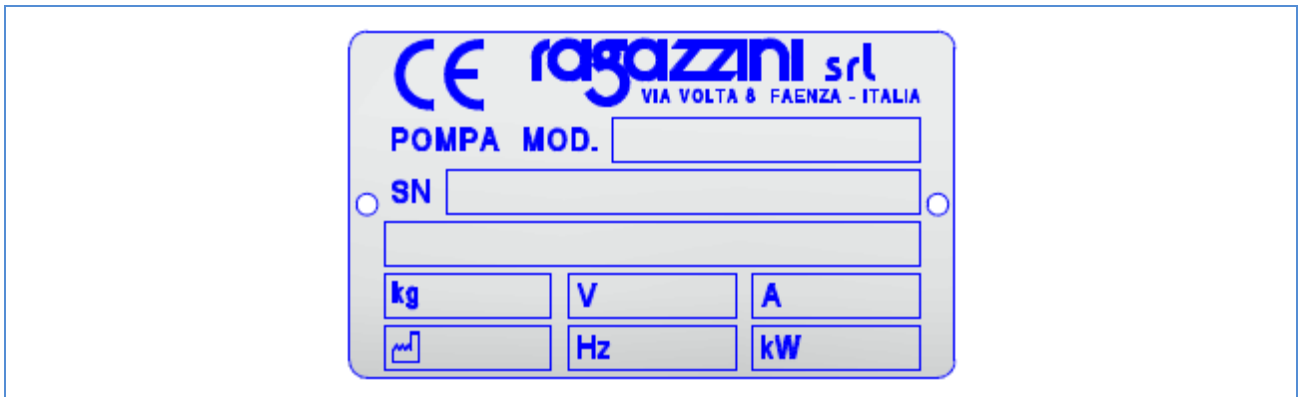 CE ragazzini srl
VIA VOLTA 8 FAENZA - ITALIA
POMPA MOD.
SN
kg V A
Hz kW